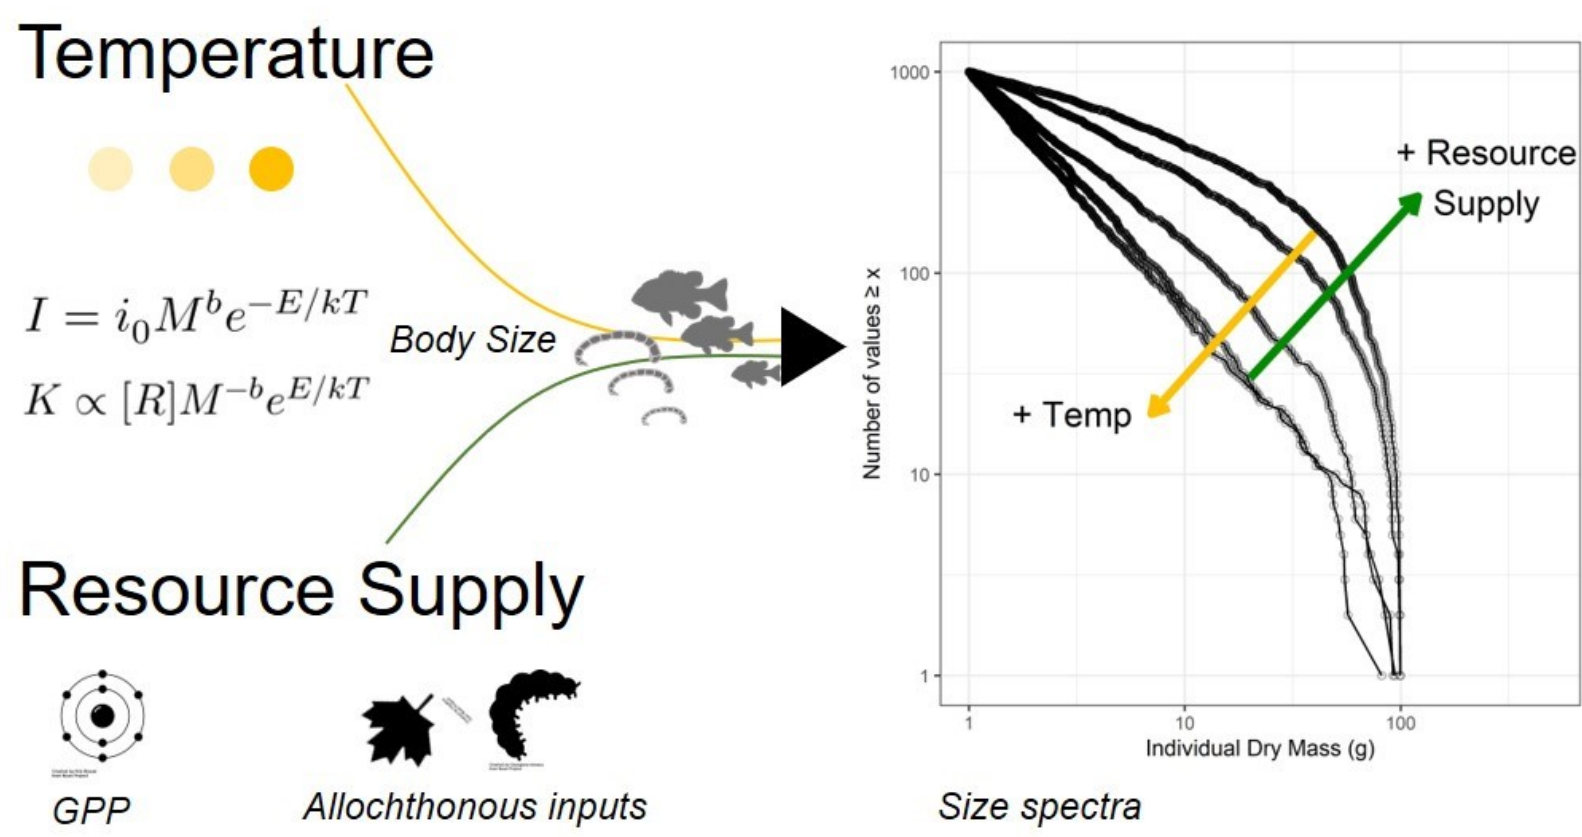 Temperature
I = i₀M^b e^{-E/kT}
K ∝ [R]M^{-b} e^{E/kT}
Body Size
Resource Supply
GPP
Allochthonous inputs
Number of values ≥ x
1000
100
10
1
+ Resource
Supply
+ Temp
1
10
100
Individual Dry Mass (g)
Size spectra